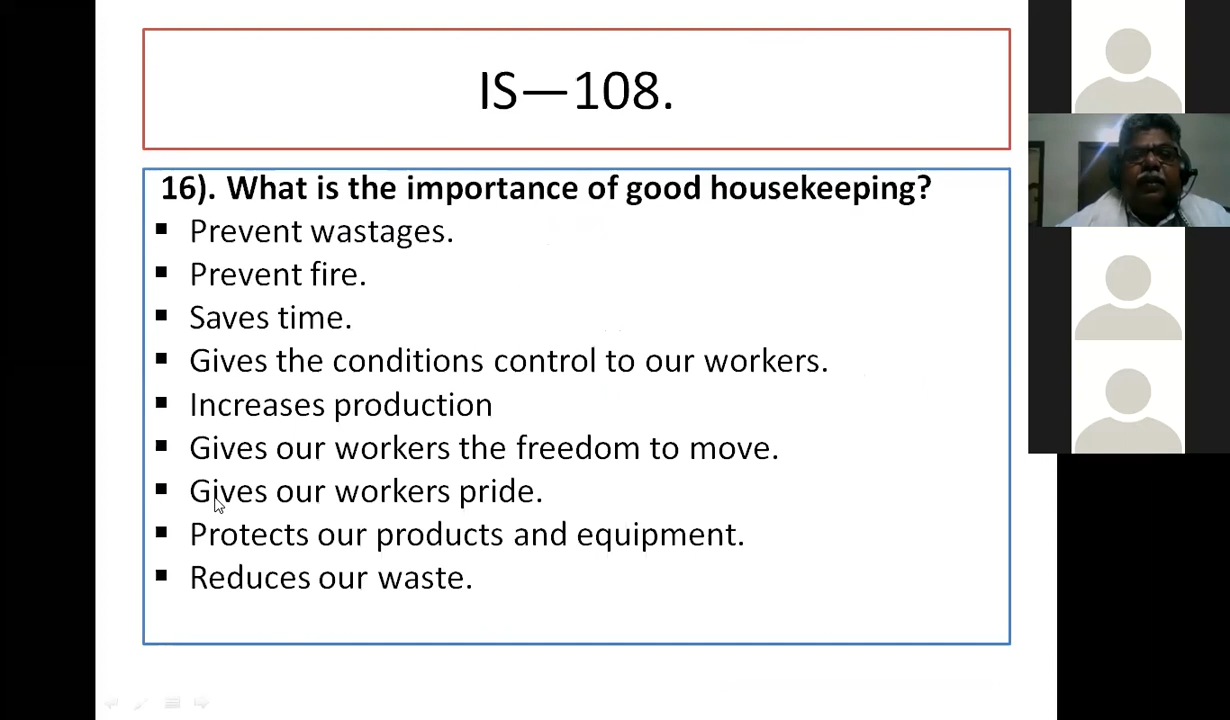 IS—108.
16). What is the importance of good housekeeping?
▪ Prevent wastages.
▪ Prevent fire.
▪ Saves time.
▪ Gives the conditions control to our workers.
▪ Increases production
▪ Gives our workers the freedom to move.
▪ Gives our workers pride.
▪ Protects our products and equipment.
▪ Reduces our waste.